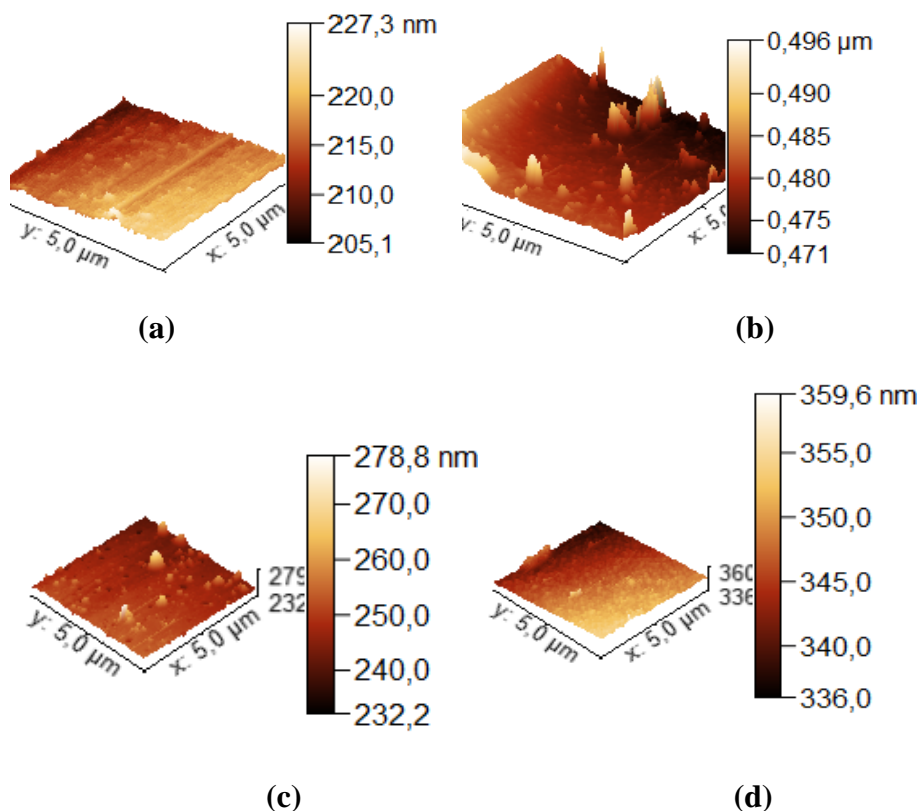 227,3 nm
220,0
215,0
210,0
205,1
y: 5,0 µm
x: 5,0 µm
(a)
0,496 µm
0,490
0,485
0,480
0,475
0,471
y: 5,0 µm
x: 5,0
(b)
278,8 nm
270,0
260,0
250,0
240,0
232,2
279
232
y: 5,0 µm
x: 5,0 µm
(c)
359,6 nm
355,0
350,0
345,0
340,0
336,0
360
336
y: 5,0 µm
x: 5,0 µm
(d)